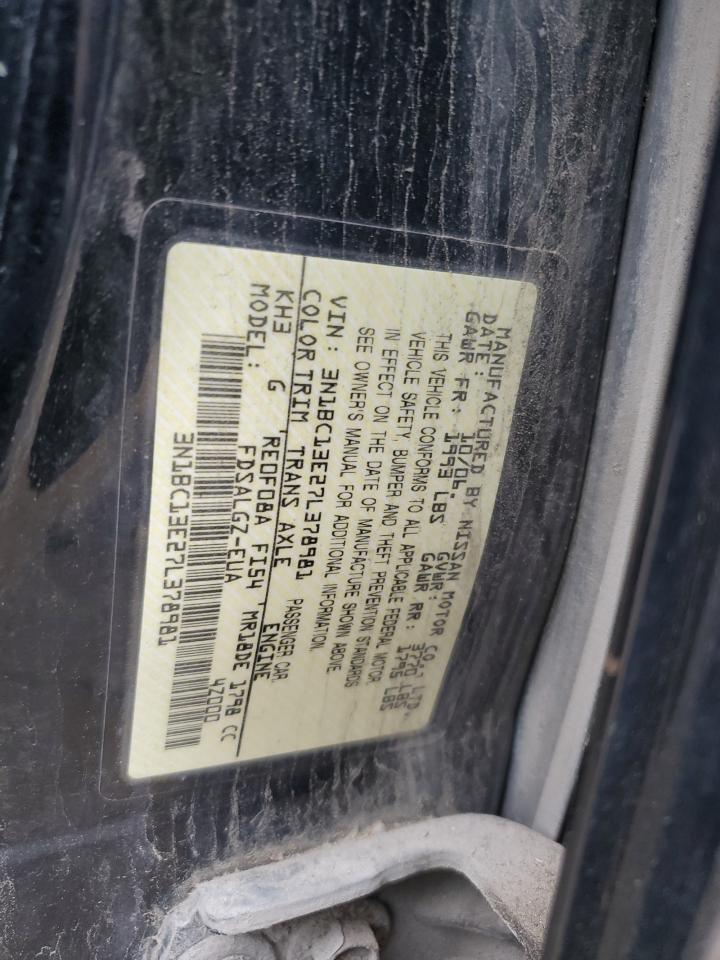 MANUFACTURED BY NISSAN MOTOR CO., LTD.
DATE: 10/06. GVWR: 3770 LBS
GAWR FR: 1993 LBS GAWR RR: 1795 LBS
THIS VEHICLE CONFORMS TO ALL APPLICABLE FEDERAL MOTOR
VEHICLE SAFETY, BUMPER AND THEFT PREVENTION STANDARDS
IN EFFECT ON THE DATE OF MANUFACTURE SHOWN ABOVE
SEE OWNER'S MANUAL FOR ADDITIONAL INFORMATION.
VIN: 3N1BC13E27L378981 PASSENGER CAR.
COLOR TRIM TRANS AXLE ENGINE
KH3 G RE0F08A FI54 MR18DE 1798 CC
MODEL: FDSALGZ-EUA 4Z000
3N1BC13E27L378981